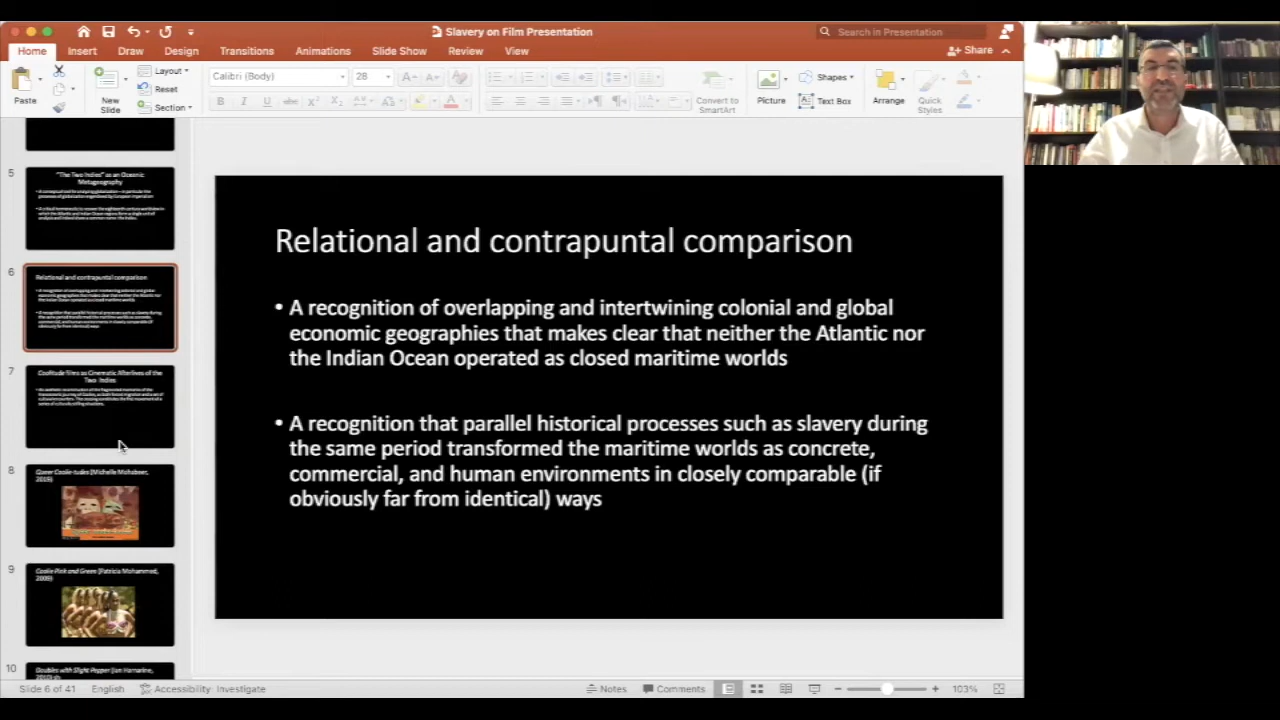 Slavery on Film Presentation
Search in Presentation
Home Insert Draw Design Transitions Animations Slide Show Review View
Share
Paste
New Slide
Layout
Reset
Section
Calibri (Body) 28
Convert to SmartArt
Picture
Shapes
Text Box
Arrange
Quick Styles
5
"The Two Indies" as an Oceanic
Metageography
6
Relational and contrapuntal comparison
7
Coolitude films as Cinematic Afterlives of the
Two Indies
8
Queer Coolie-tudes (Michelle Mohabeer,
2019)
9
Coolie Pink and Green (Patricia Mohammed,
2009)
10
Doubles with Slight Pepper (Ian Harnarine,
Relational and contrapuntal comparison
• A recognition of overlapping and intertwining colonial and global
economic geographies that makes clear that neither the Atlantic nor
the Indian Ocean operated as closed maritime worlds
• A recognition that parallel historical processes such as slavery during
the same period transformed the maritime worlds as concrete,
commercial, and human environments in closely comparable (if
obviously far from identical) ways
Slide 6 of 41 English Accessibility: Investigate
Notes Comments 103%